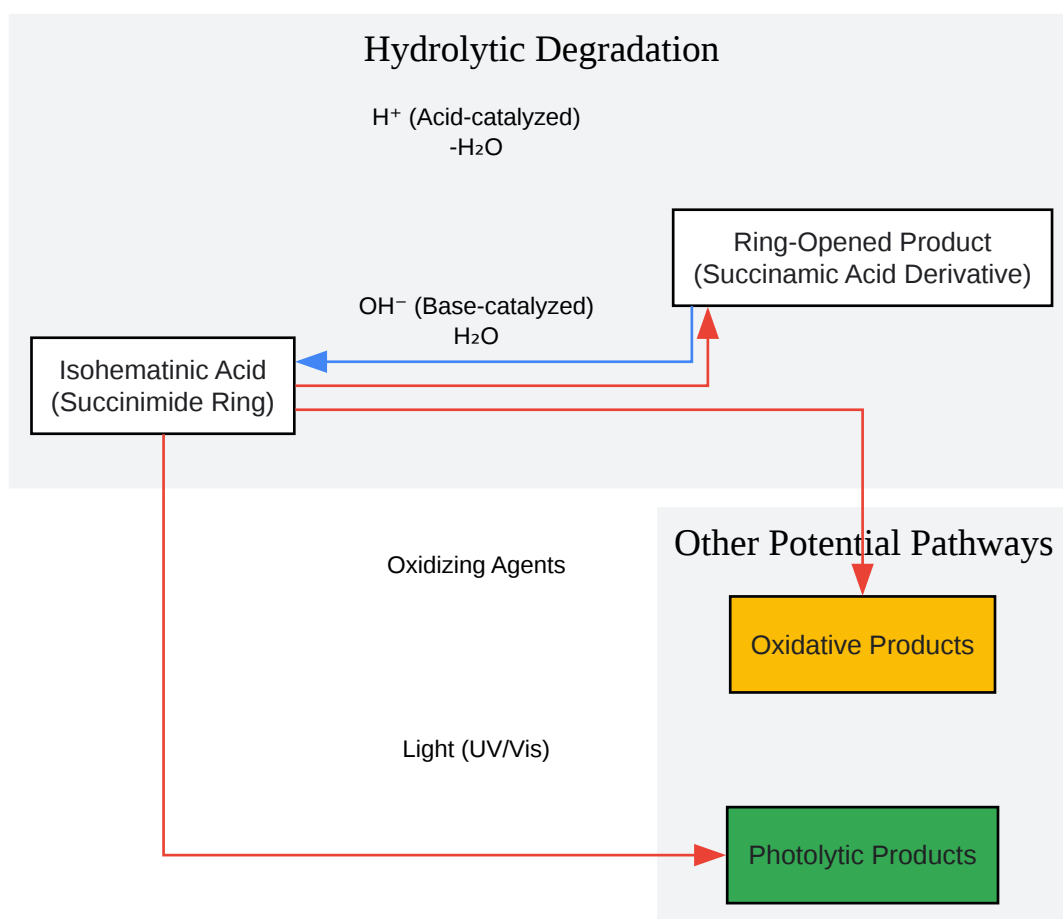 Hydrolytic Degradation
H⁺ (Acid-catalyzed)
-H₂O
Ring-Opened Product
(Succinamic Acid Derivative)
OH⁻ (Base-catalyzed)
H₂O
Isohematinic Acid
(Succinimide Ring)
Other Potential Pathways
Oxidizing Agents
Oxidative Products
Light (UV/Vis)
Photolytic Products